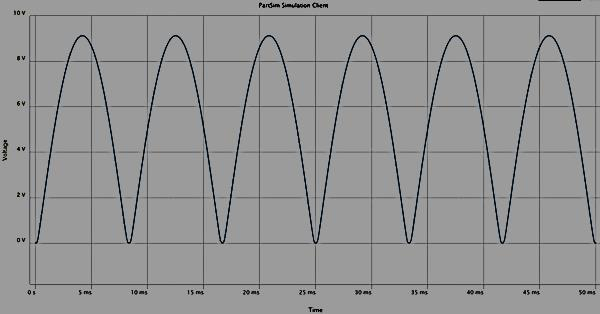 PartSim Simulation Client
10 V
8 V
6 V
4 V
2 V
0 V
Voltage
0 s 5 ms 10 ms 15 ms 20 ms 25 ms 30 ms 35 ms 40 ms 45 ms 50 ms
Time